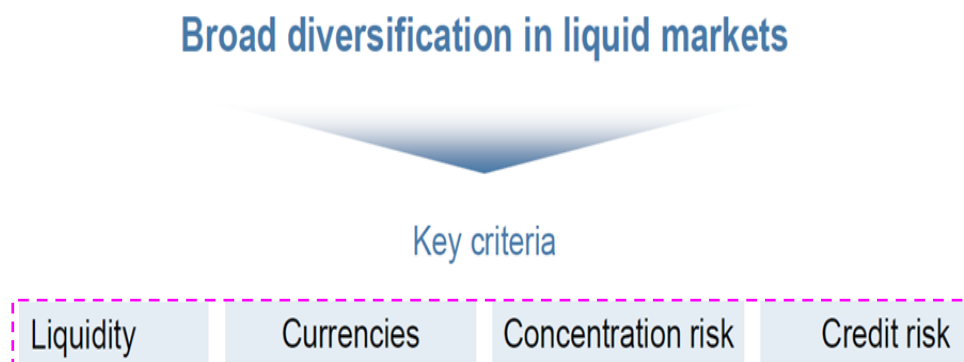 Broad diversification in liquid markets
Key criteria
Liquidity Currencies Concentration risk Credit risk